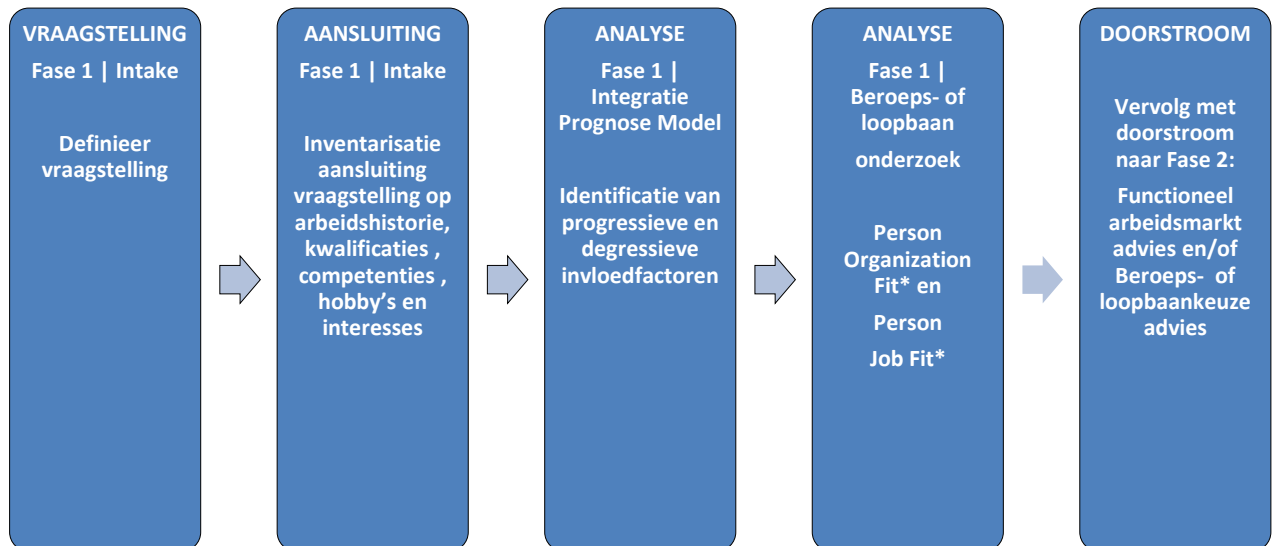 VRAAGSTELLING
Fase 1 | Intake
Definieer
vraagstelling
AANSLUITING
Fase 1 | Intake
Inventarisatie
aansluiting
vraagstelling op
arbeidshistorie,
kwalificaties ,
competenties ,
hobby’s en
interesses
ANALYSE
Fase 1 |
Integratie
Prognose Model
Identificatie van
progressieve en
degressieve
invloedfactoren
ANALYSE
Fase 1 |
Beroeps- of
loopbaan
onderzoek
Person
Organization
Fit* en
Person
Job Fit*
DOORSTROOM
Vervolg met
doorstroom
naar Fase 2:
Functioneel
arbeidsmarkt
advies en/of
Beroeps- of
loopbaankeuze
advies